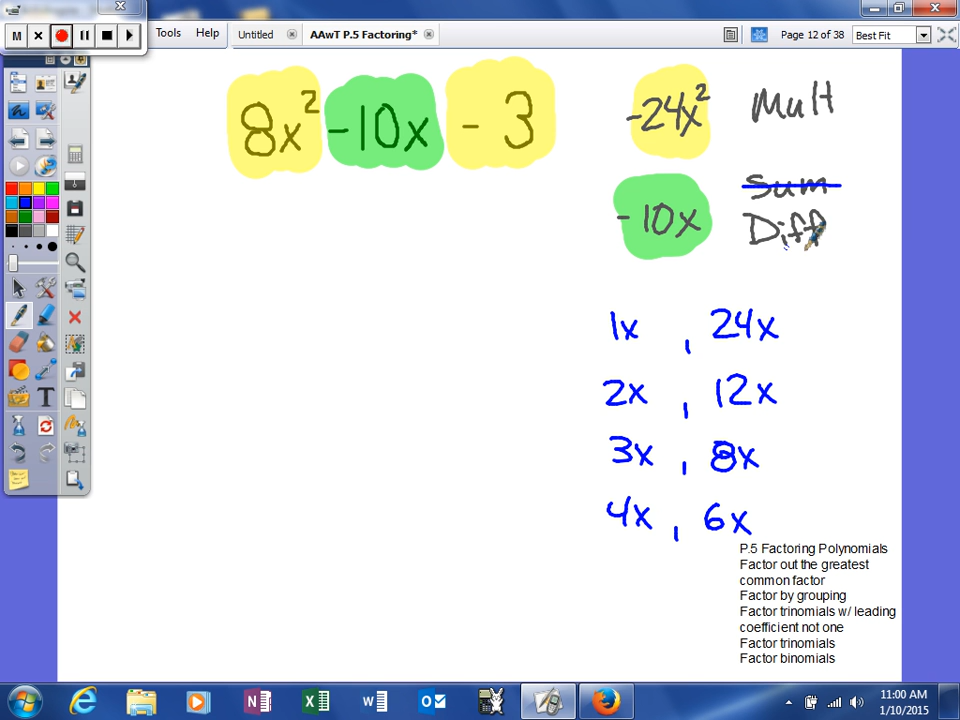 M
Tools Help Untitled AAwT P.5 Factoring* Page 12 of 38 Best Fit
8x² -10x - 3
-24x² Mult
Sum
-10x Diff
1x , 24x
2x , 12x
3x , 8x
4x , 6x
P.5 Factoring Polynomials
Factor out the greatest
common factor
Factor by grouping
Factor trinomials w/ leading
coefficient not one
Factor trinomials
Factor binomials
11:00 AM
1/10/2015